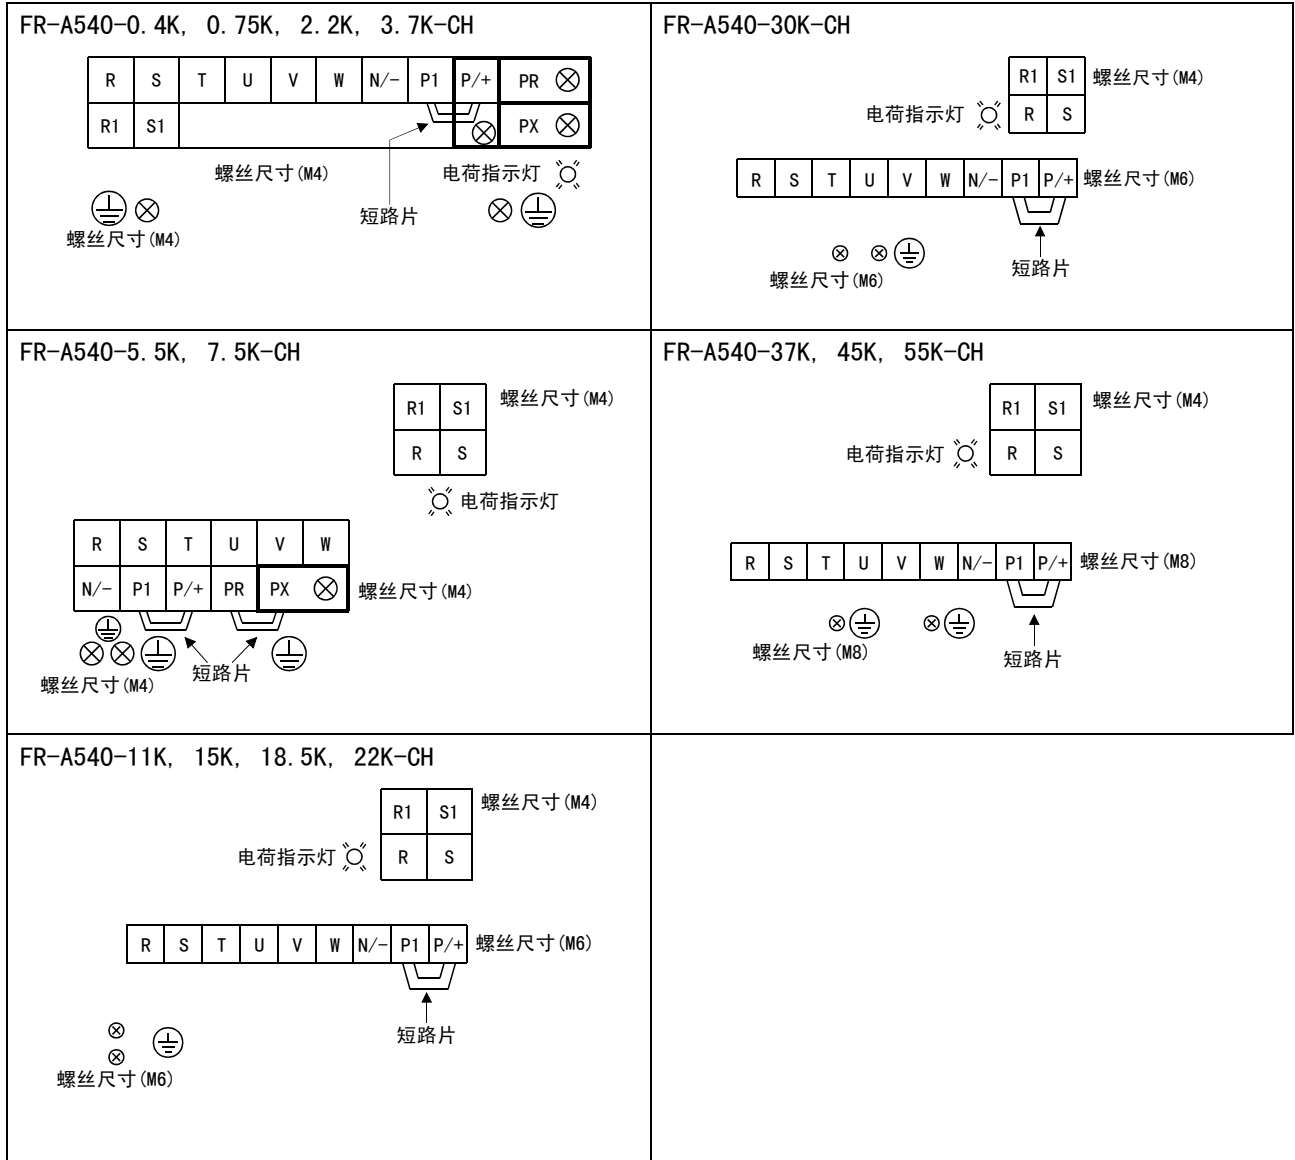 FR-A540-0.4K, 0.75K, 2.2K, 3.7K-CH
R S T U V W N/- P1 P/+ PR
R1 S1 PX
螺丝尺寸(M4)
电荷指示灯
短路片
螺丝尺寸(M4)
FR-A540-30K-CH
R1 S1 螺丝尺寸(M4)
电荷指示灯 R S
R S T U V W N/- P1 P/+ 螺丝尺寸(M6)
短路片
螺丝尺寸(M6)
FR-A540-5.5K, 7.5K-CH
R1 S1 螺丝尺寸(M4)
R S
电荷指示灯
R S T U V W
N/- P1 P/+ PR PX 螺丝尺寸(M4)
短路片
螺丝尺寸(M4)
FR-A540-37K, 45K, 55K-CH
R1 S1 螺丝尺寸(M4)
电荷指示灯 R S
R S T U V W N/- P1 P/+ 螺丝尺寸(M8)
螺丝尺寸(M8)
短路片
FR-A540-11K, 15K, 18.5K, 22K-CH
R1 S1 螺丝尺寸(M4)
电荷指示灯 R S
R S T U V W N/- P1 P/+ 螺丝尺寸(M6)
短路片
螺丝尺寸(M6)